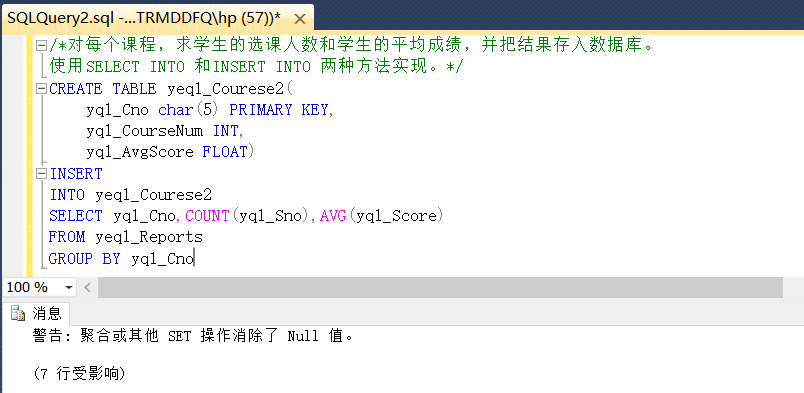 SQLQuery2.sql -...TRMDDFQ\hp (57))* ×
/*对每个课程，求学生的选课人数和学生的平均成绩，并把结果存入数据库。
使用SELECT INTO 和INSERT INTO 两种方法实现。*/
CREATE TABLE yeql_Courese2(
yql_Cno char(5) PRIMARY KEY,
yql_CourseNum INT,
yql_AvgScore FLOAT)
INSERT
INTO yeql_Courese2
SELECT yql_Cno,COUNT(yql_Sno),AVG(yql_Score)
FROM yeql_Reports
GROUP BY yql_Cno
100 %
消息
警告: 聚合或其他 SET 操作消除了 Null 值。
(7 行受影响)